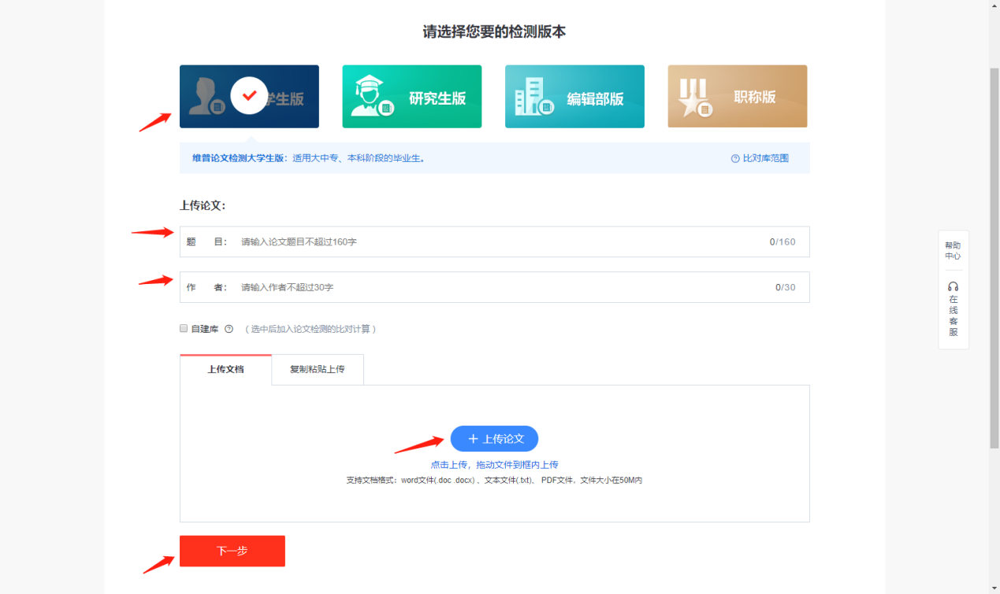 请选择您要的检测版本
学生版
研究生版
编辑部版
职称版
维普论文检测大学生版：适用大中专、本科阶段的毕业生。
比对库范围
上传论文：
题 目： 请输入论文题目不超过160字 0/160
作 者： 请输入作者不超过30字 0/30
自建库 （选中后加入论文检测的比对计算）
上传文档
复制粘贴上传
上传论文
点击上传，拖动文件到框内上传
支持文档格式：word文件(.doc .docx) 、文本文件(.txt)、 PDF文件，文件大小在50M内
下一步
帮助
中心
在
线
客
服